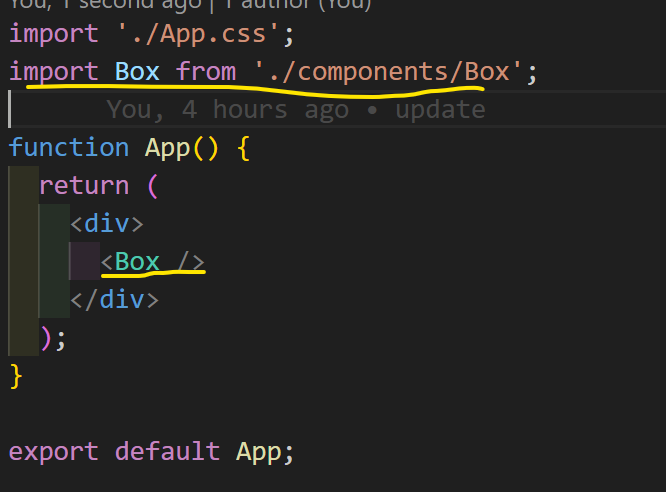 You, 1 second ago | 1 author (You)
import './App.css';
import Box from './components/Box';
You, 4 hours ago • update
function App() {
return (
<div>
<Box />
</div>
);
}
export default App;